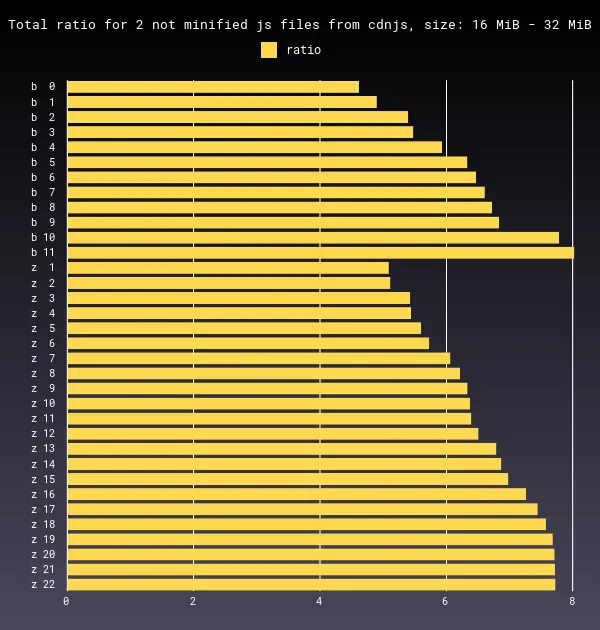 Total ratio for 2 not minified js files from cdnjs, size: 16 MiB - 32 MiB
ratio
b 0
b 1
b 2
b 3
b 4
b 5
b 6
b 7
b 8
b 9
b 10
b 11
z 1
z 2
z 3
z 4
z 5
z 6
z 7
z 8
z 9
z 10
z 11
z 12
z 13
z 14
z 15
z 16
z 17
z 18
z 19
z 20
z 21
z 22
0 2 4 6 8